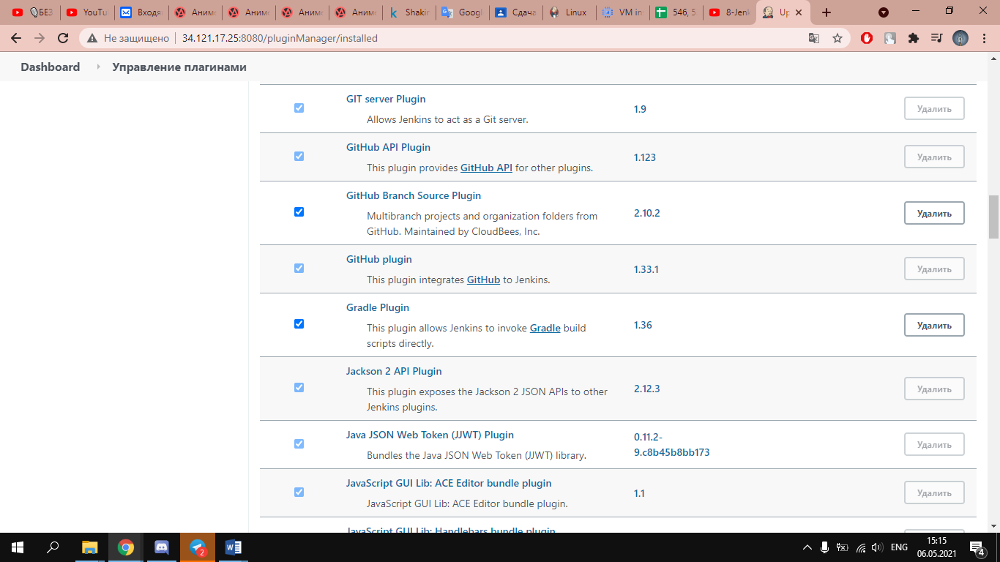 БЕЗ
YouTu
Входя
Аниме
Аниме
Аниме
Аниме
Shakir
Googl
Сдача
Linux
VM in
546, 5
8-Jenk
Up
Не защищено
34.121.17.25:8080/pluginManager/installed
Dashboard
Управление плагинами
GIT server Plugin
Allows Jenkins to act as a Git server.
1.9
Удалить
GitHub API Plugin
This plugin provides GitHub API for other plugins.
1.123
Удалить
GitHub Branch Source Plugin
Multibranch projects and organization folders from
GitHub. Maintained by CloudBees, Inc.
2.10.2
Удалить
GitHub plugin
This plugin integrates GitHub to Jenkins.
1.33.1
Удалить
Gradle Plugin
This plugin allows Jenkins to invoke Gradle build
scripts directly.
1.36
Удалить
Jackson 2 API Plugin
This plugin exposes the Jackson 2 JSON APIs to other
Jenkins plugins.
2.12.3
Удалить
Java JSON Web Token (JJWT) Plugin
Bundles the Java JSON Web Token (JJWT) library.
0.11.2-
9.c8b45b8bb173
Удалить
JavaScript GUI Lib: ACE Editor bundle plugin
JavaScript GUI Lib: ACE Editor bundle plugin.
1.1
Удалить
JavaScript GUI Lib: Handlebars bundle plugin
2
ENG
15:15
06.05.2021
4